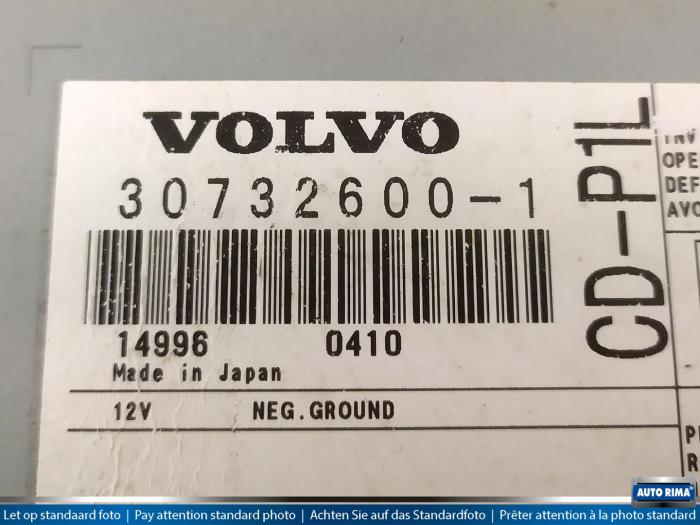 VOLVO
30732600-1
14996 0410
Made in Japan
12V NEG.GROUND
CD-P1L
INV
OPE
DEF
AVO
P
R
AUTO RIMA
Let op standaard foto | Pay attention standard photo | Achten Sie auf das Standardfoto | Prêter attention à la photo standard